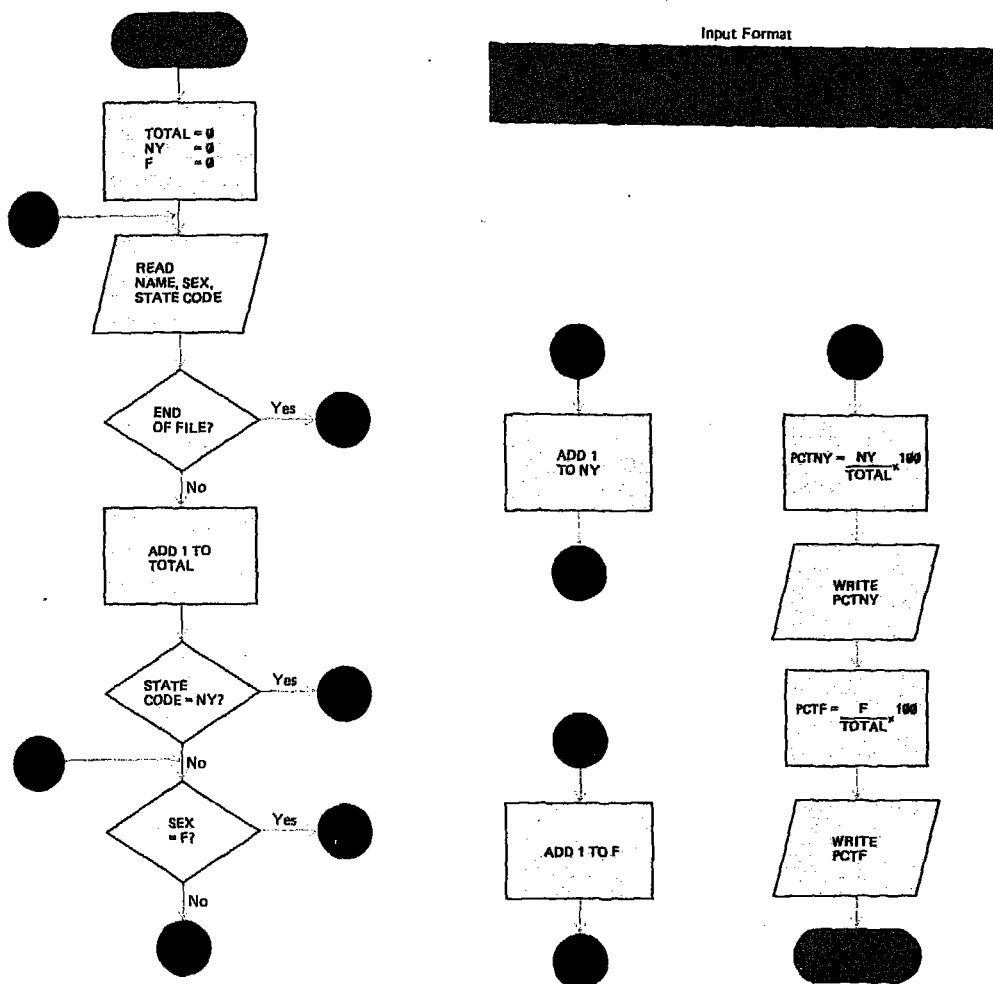 Input Format
TOTAL = 0
NY = 0
F = 0
READ
NAME, SEX,
STATE CODE
END
OF FILE?
Yes
No
ADD 1 TO
TOTAL
STATE
CODE = NY?
Yes
No
SEX
= F?
Yes
No
ADD 1
TO NY
ADD 1 TO F
PCTNY = NY
TOTAL × 100
WRITE
PCTNY
PCTF = F
TOTAL × 100
WRITE
PCTF